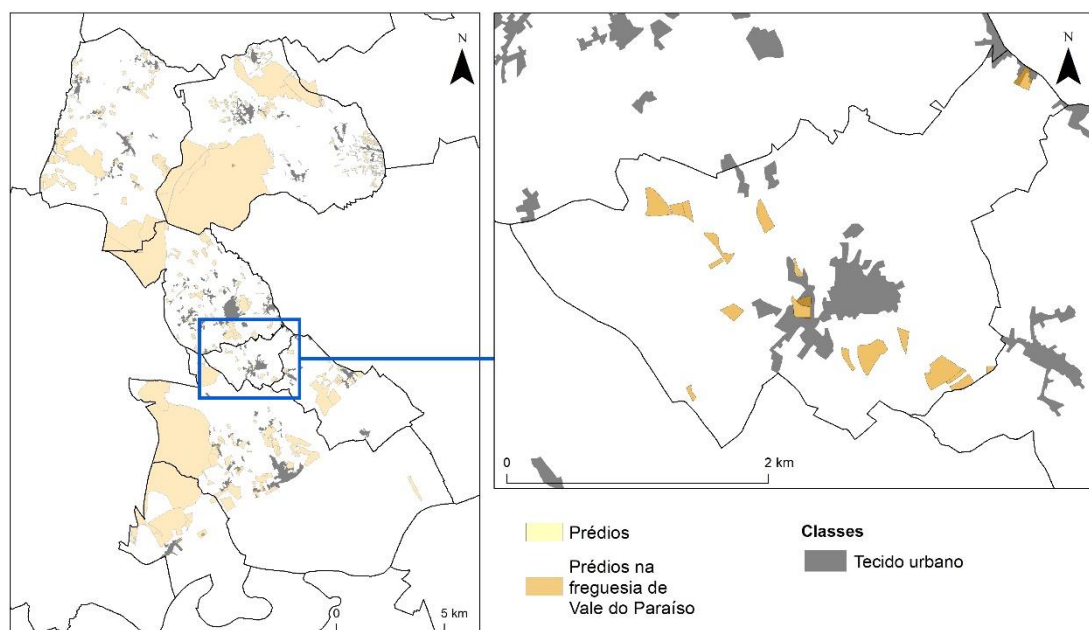 N
0
5 km
N
0
2 km
Prédios
Prédios na
freguesia de
Vale do Paraíso
Classes
Tecido urbano